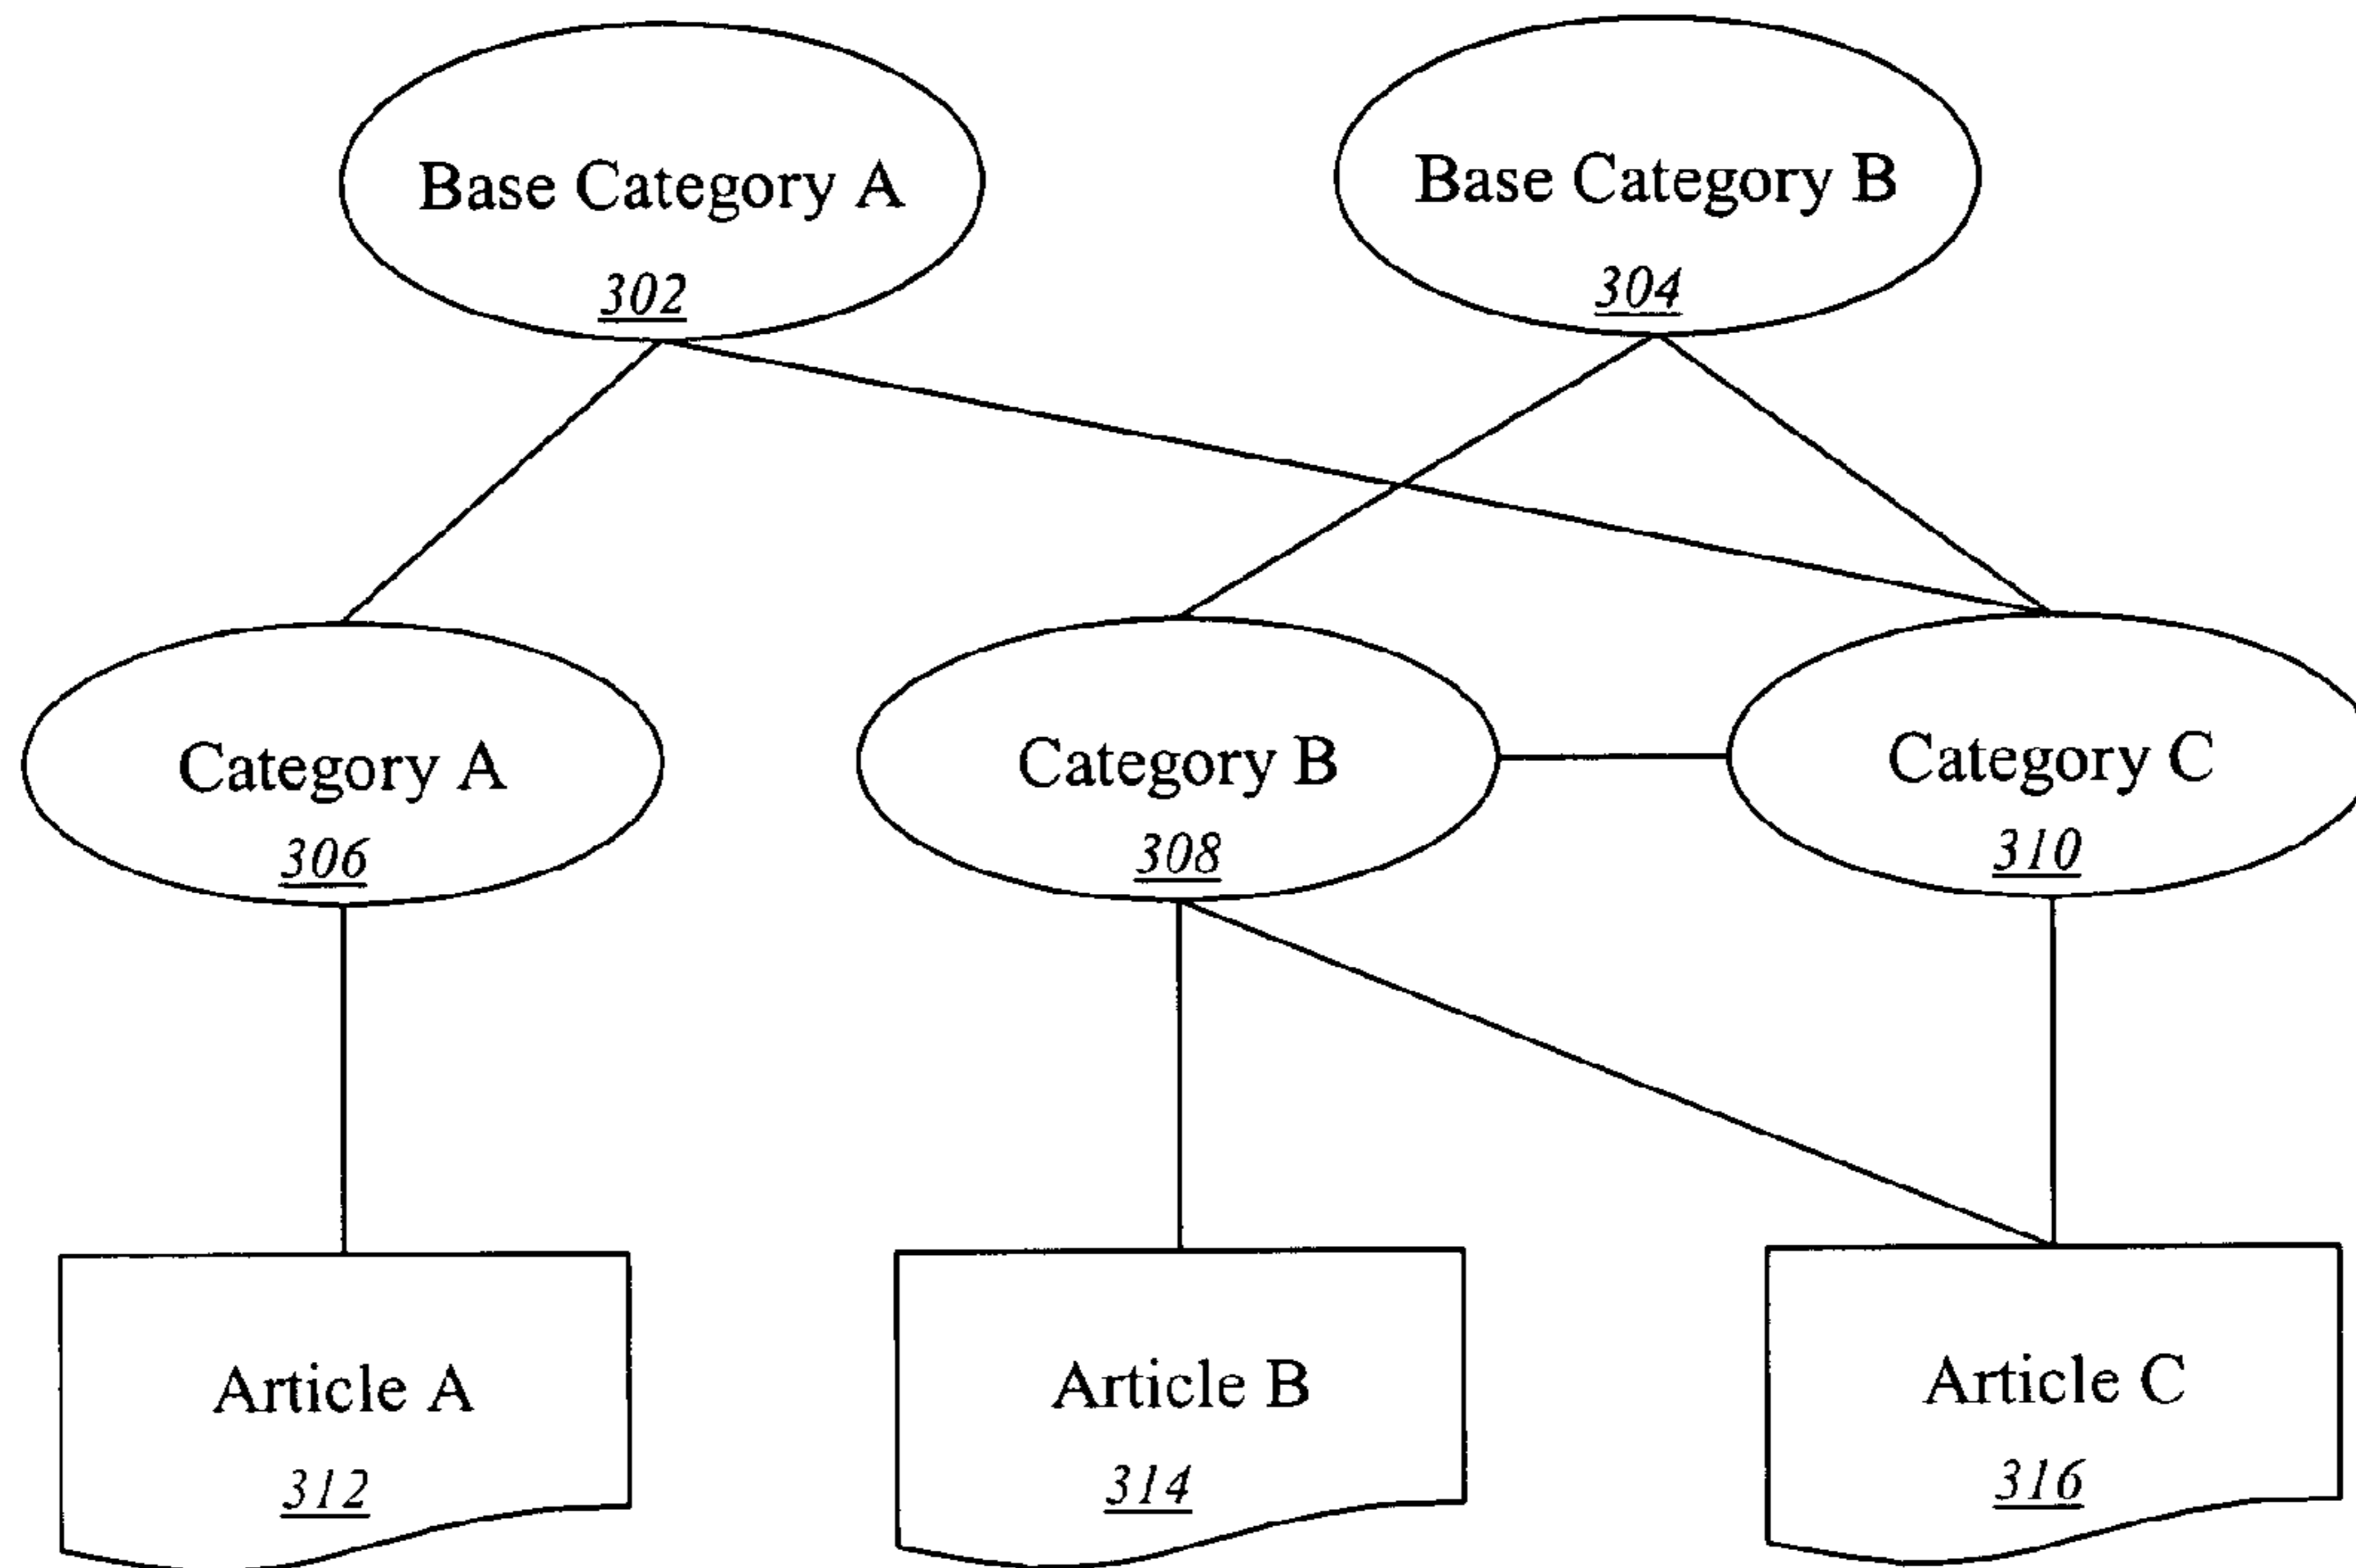 Base Category A
302
Base Category B
304
Category A
306
Category B
308
Category C
310
Article A
312
Article B
314
Article C
316